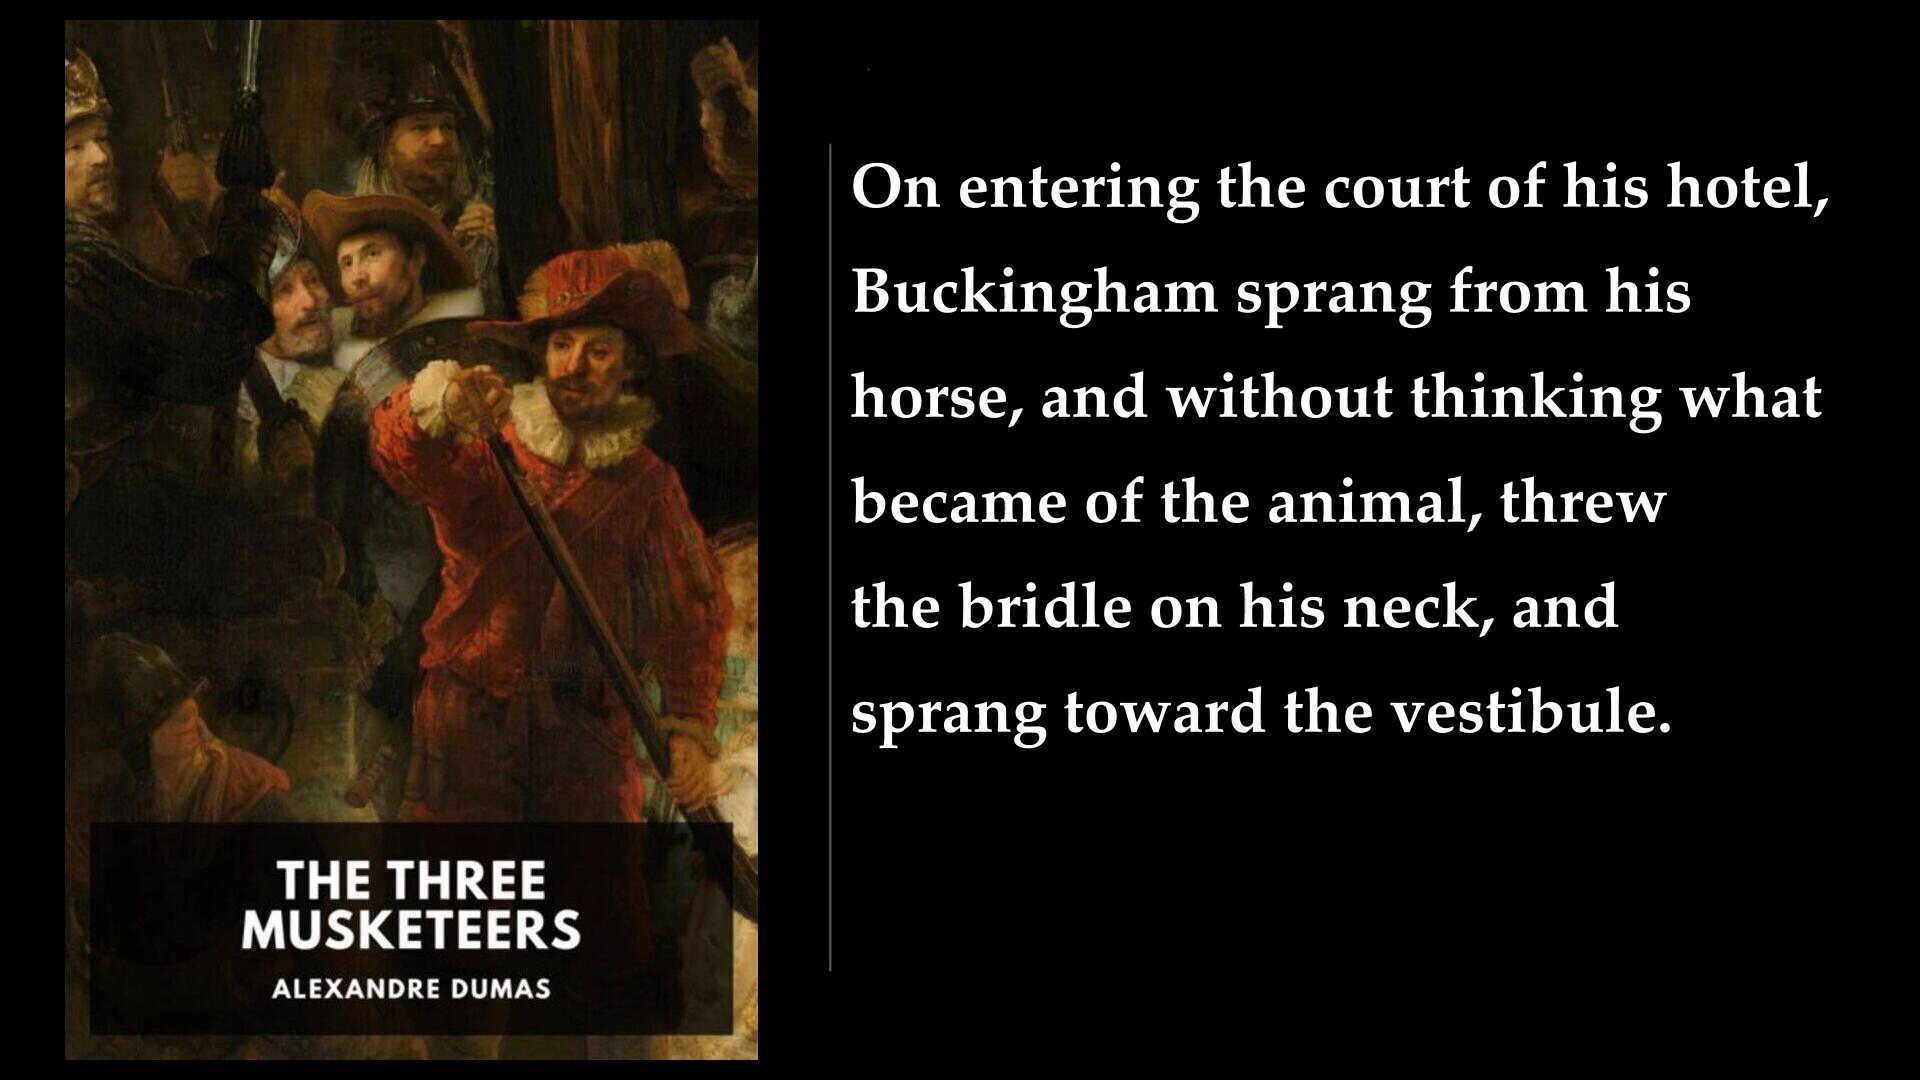 On entering the court of his hotel,
Buckingham sprang from his
horse, and without thinking what
became of the animal, threw
the bridle on his neck, and
sprang toward the vestibule.
THE THREE
MUSKETEERS
ALEXANDRE DUMAS